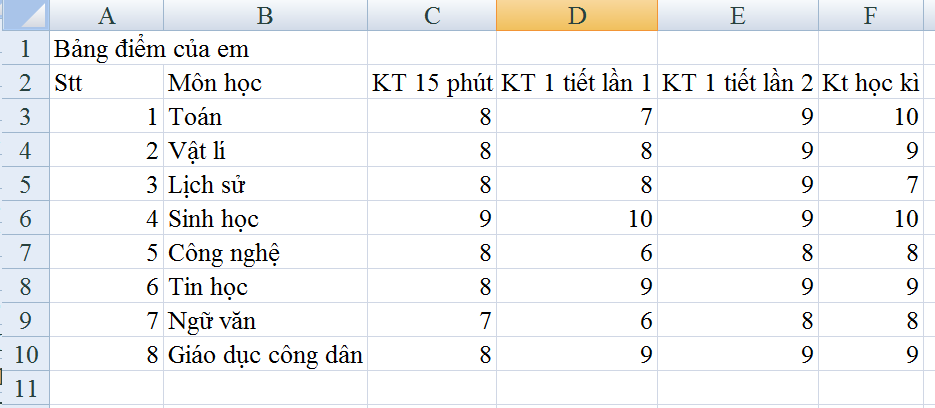 A B C D E F
1 Bảng điểm của em
2 Stt Môn học KT 15 phút KT 1 tiết lần 1 KT 1 tiết lần 2 Kt học kì
3 1 Toán 8 7 9 10
4 2 Vật lí 8 8 9 9
5 3 Lịch sử 8 8 9 7
6 4 Sinh học 9 10 9 10
7 5 Công nghệ 8 6 8 8
8 6 Tin học 8 9 9 9
9 7 Ngữ văn 7 6 8 8
10 8 Giáo dục công dân 8 9 9 9
11